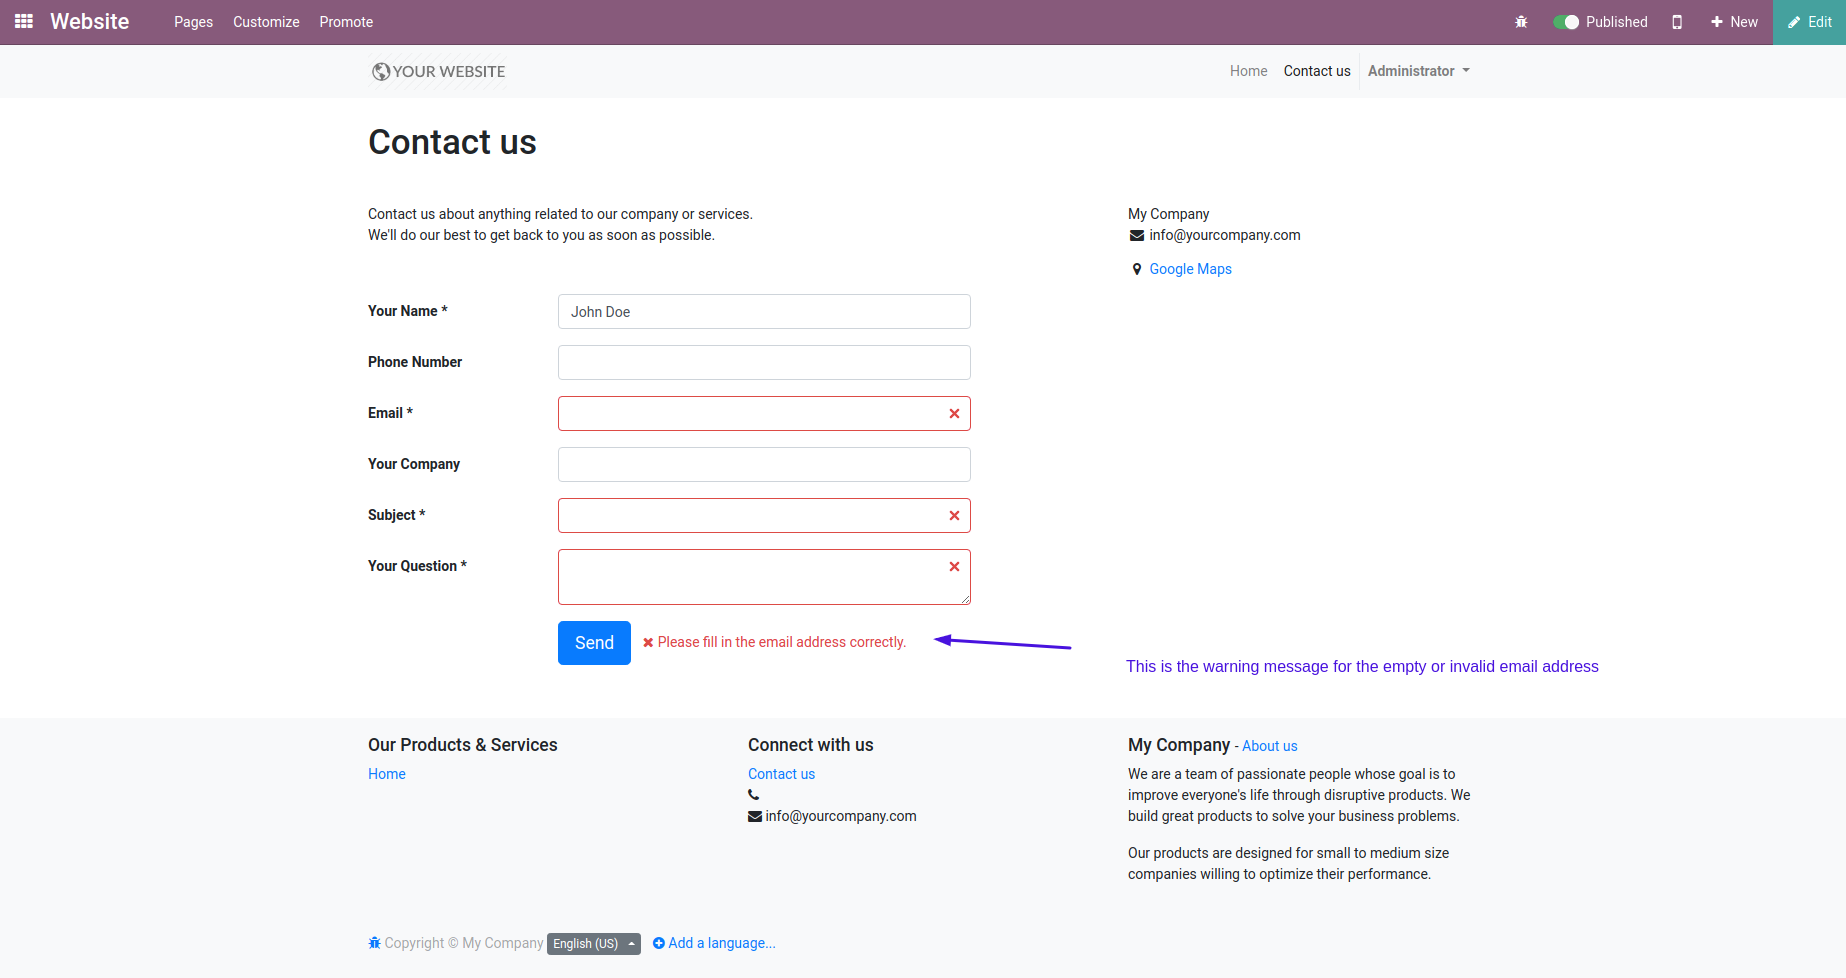 Website Pages Customize Promote Published New Edit
YOUR WEBSITE Home Contact us Administrator
Contact us
Contact us about anything related to our company or services.
We'll do our best to get back to you as soon as possible.
My Company
info@yourcompany.com
Google Maps
Your Name * John Doe
Phone Number
Email *
Your Company
Subject *
Your Question *
Send Please fill in the email address correctly.
This is the warning message for the empty or invalid email address
Our Products & Services
Home
Connect with us
Contact us
info@yourcompany.com
My Company - About us
We are a team of passionate people whose goal is to
improve everyone's life through disruptive products. We
build great products to solve your business problems.
Our products are designed for small to medium size
companies willing to optimize their performance.
Copyright © My Company English (US) Add a language...